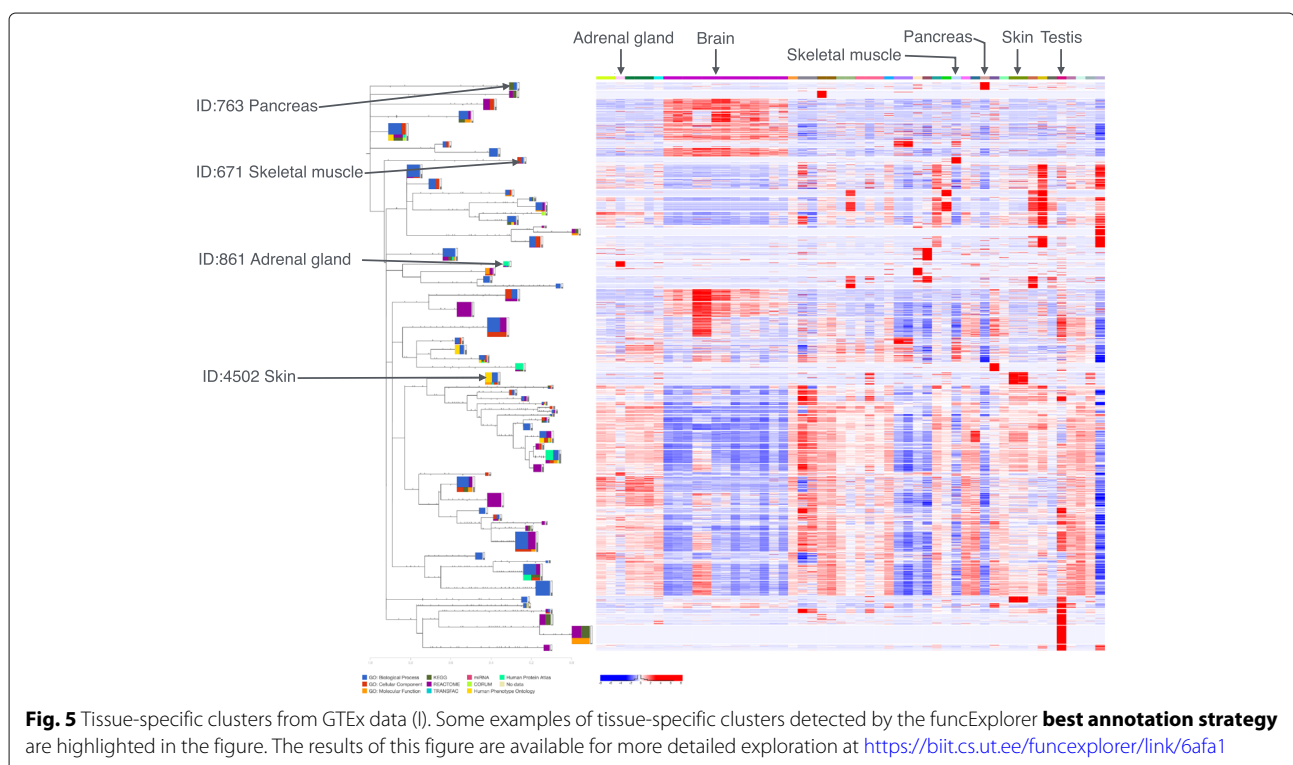 Adrenal gland Brain Skeletal muscle Pancreas Skin Testis
ID:763 Pancreas
ID:671 Skeletal muscle
ID:861 Adrenal gland
ID:4502 Skin
GO: Biological Process KEGG miRNA Human Protein Atlas
GO: Cellular Component REACTOME CORUM No data
GO: Molecular Function TRANSFAC Human Phenotype Ontology
Fig. 5 Tissue-specific clusters from GTEx data (I). Some examples of tissue-specific clusters detected by the funcExplorer best annotation strategy
are highlighted in the figure. The results of this figure are available for more detailed exploration at https://biit.cs.ut.ee/funcexplorer/link/6afa1